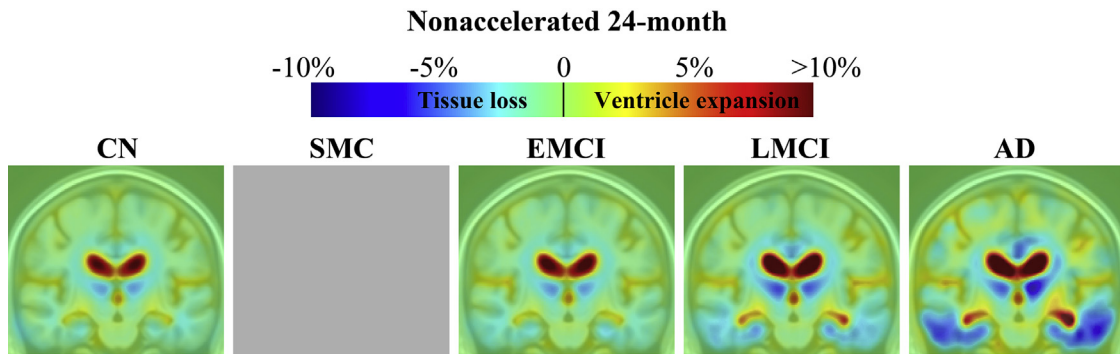 Nonaccelerated 24-month
-10% -5% 0 5% >10%
Tissue loss Ventricle expansion
CN SMC EMCI LMCI AD